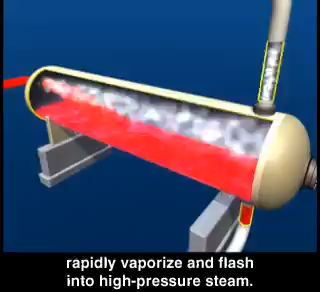 rapidly vaporize and flash
into high-pressure steam.